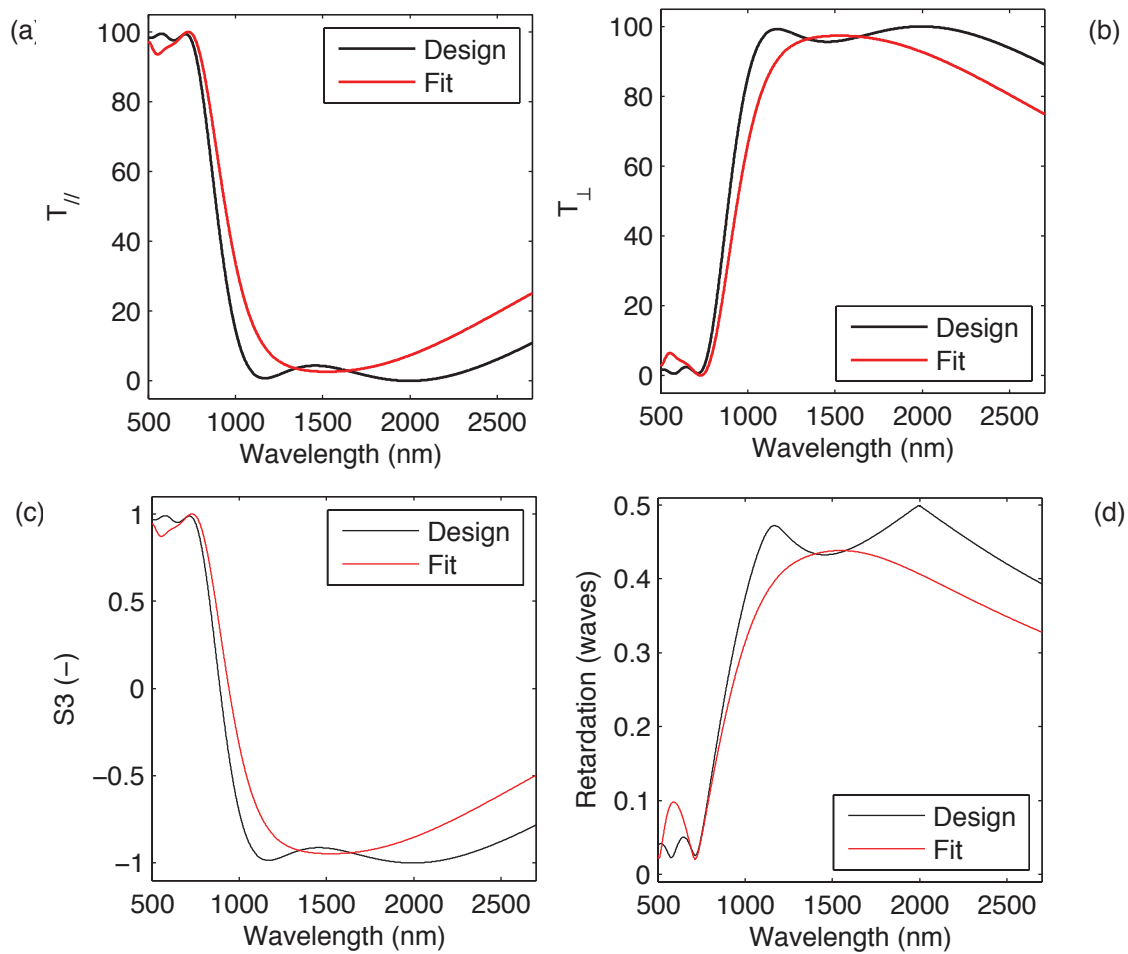 (a)
100
80
60
40
20
0
T//
Design
Fit
500 1000 1500 2000 2500
Wavelength (nm)
(b)
100
80
60
40
20
0
T⊥
Design
Fit
500 1000 1500 2000 2500
Wavelength (nm)
(c)
1
0.5
0
−0.5
−1
S3 (−)
Design
Fit
500 1000 1500 2000 2500
Wavelength (nm)
(d)
0.5
0.4
0.3
0.2
0.1
0
Retardation (waves)
Design
Fit
500 1000 1500 2000 2500
Wavelength (nm)